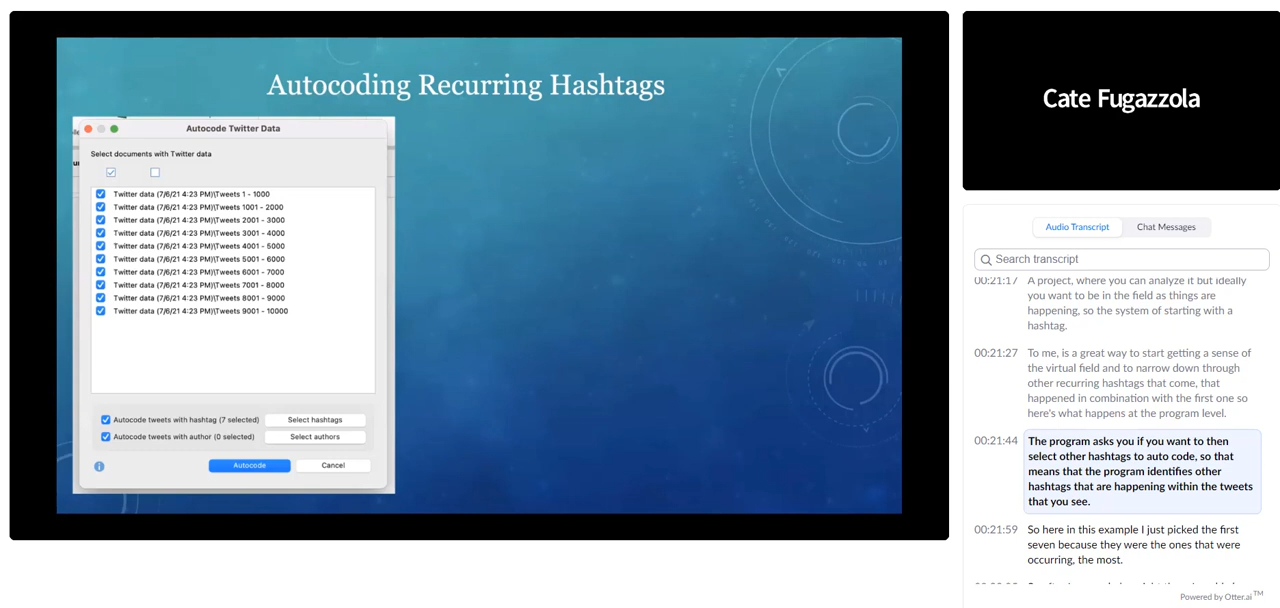 Autocoding Recurring Hashtags
Autocode Twitter Data
Select documents with Twitter data
Twitter data (7/6/21 4:23 PM)\Tweets 1 - 1000
Twitter data (7/6/21 4:23 PM)\Tweets 1001 - 2000
Twitter data (7/6/21 4:23 PM)\Tweets 2001 - 3000
Twitter data (7/6/21 4:23 PM)\Tweets 3001 - 4000
Twitter data (7/6/21 4:23 PM)\Tweets 4001 - 5000
Twitter data (7/6/21 4:23 PM)\Tweets 5001 - 6000
Twitter data (7/6/21 4:23 PM)\Tweets 6001 - 7000
Twitter data (7/6/21 4:23 PM)\Tweets 7001 - 8000
Twitter data (7/6/21 4:23 PM)\Tweets 8001 - 9000
Twitter data (7/6/21 4:23 PM)\Tweets 9001 - 10000
Autocode tweets with hashtag (7 selected) Select hashtags
Autocode tweets with author (0 selected) Select authors
Autocode Cancel
Cate Fugazzola
Audio Transcript Chat Messages
Search transcript
00:21:17 A project, where you can analyze it but ideally
you want to be in the field as things are
happening, so the system of starting with a
hashtag.
00:21:27 To me, is a great way to start getting a sense of
the virtual field and to narrow down through
other recurring hashtags that come, that
happened in combination with the first one so
here's what happens at the program level.
00:21:44 The program asks you if you want to then
select other hashtags to auto code, so that
means that the program identifies other
hashtags that are happening within the tweets
that you see.
00:21:59 So here in this example I just picked the first
seven because they were the ones that were
occurring, the most.
Powered by Otter.ai TM